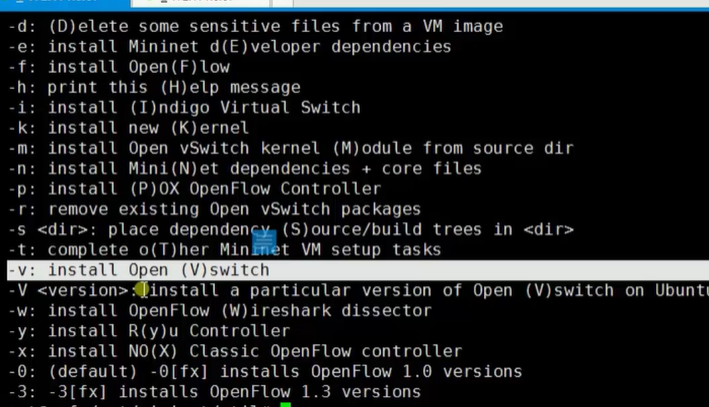 -d: (D)elete some sensitive files from a VM image
-e: install Mininet d(E)veloper dependencies
-f: install Open(F)low
-h: print this (H)elp message
-i: install (I)ndigo Virtual Switch
-k: install new (K)ernel
-m: install Open vSwitch kernel (M)odule from source dir
-n: install Mini(N)et dependencies + core files
-p: install (P)OX OpenFlow Controller
-r: remove existing Open vSwitch packages
-s <dir>: place dependency (S)ource/build trees in <dir>
-t: complete o(T)her Mininet VM setup tasks
-v: install Open (V)switch
-V <version>: install a particular version of Open (V)switch on Ubunt
-w: install OpenFlow (W)ireshark dissector
-y: install R(y)u Controller
-x: install NO(X) Classic OpenFlow controller
-0: (default) -0[fx] installs OpenFlow 1.0 versions
-3: -3[fx] installs OpenFlow 1.3 versions